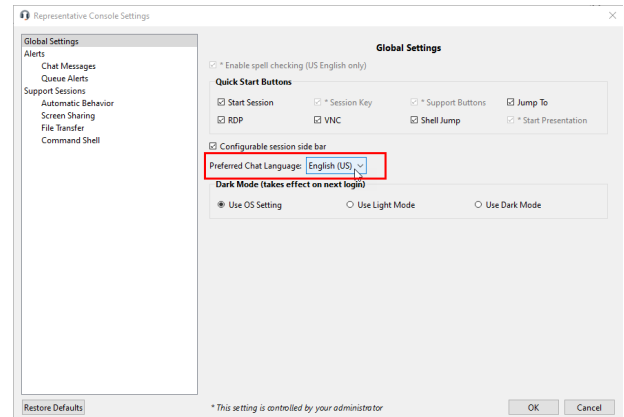 Representative Console Settings
Global Settings
Alerts
Chat Messages
Queue Alerts
Support Sessions
Automatic Behavior
Screen Sharing
File Transfer
Command Shell
Global Settings
* Enable spell checking (US English only)
Quick Start Buttons
Start Session * Session Key * Support Buttons Jump To
RDP VNC Shell Jump * Start Presentation
Configurable session side bar
Preferred Chat Language: English (US)
Dark Mode (takes effect on next login)
Use OS Setting Use Light Mode Use Dark Mode
Restore Defaults * This setting is controlled by your administrator OK Cancel